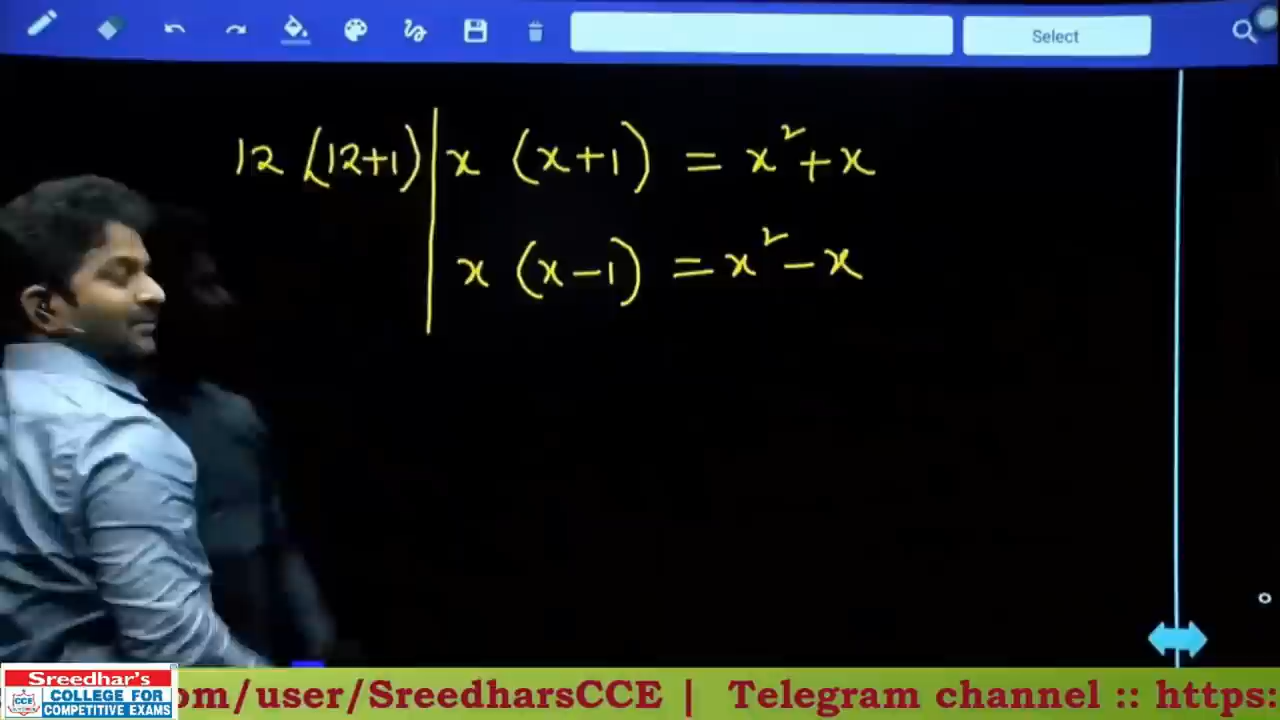 Select
12 (12+1) | x (x+1) = x² + x
x (x-1) = x² - x
Sreedhar's
CCE
COLLEGE FOR
COMPETITIVE EXAMS
om/user/SreedharsCCE | Telegram channel :: https: